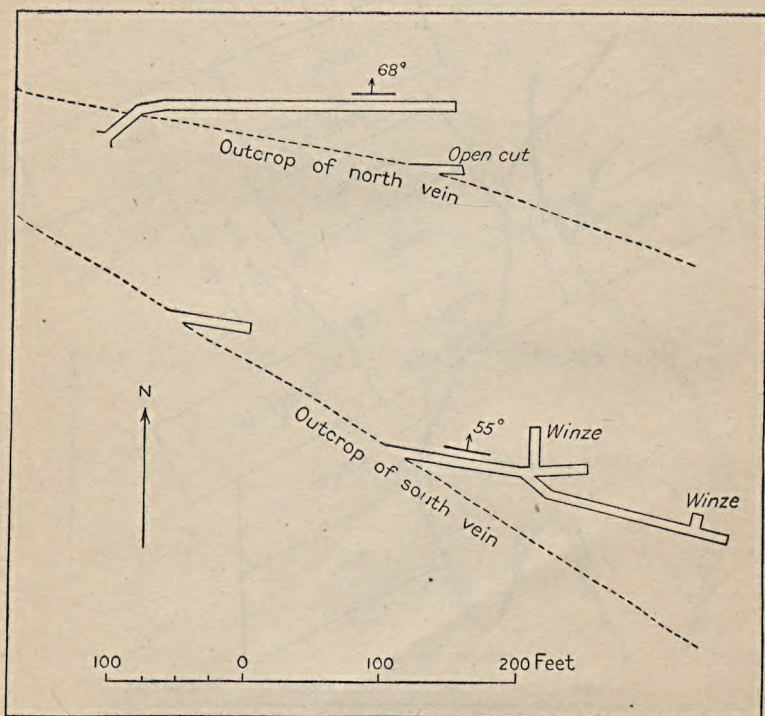 68°
Open cut
Outcrop of north vein
N
55°
Winze
Outcrop of south vein
Winze
100 0 100 200 Feet